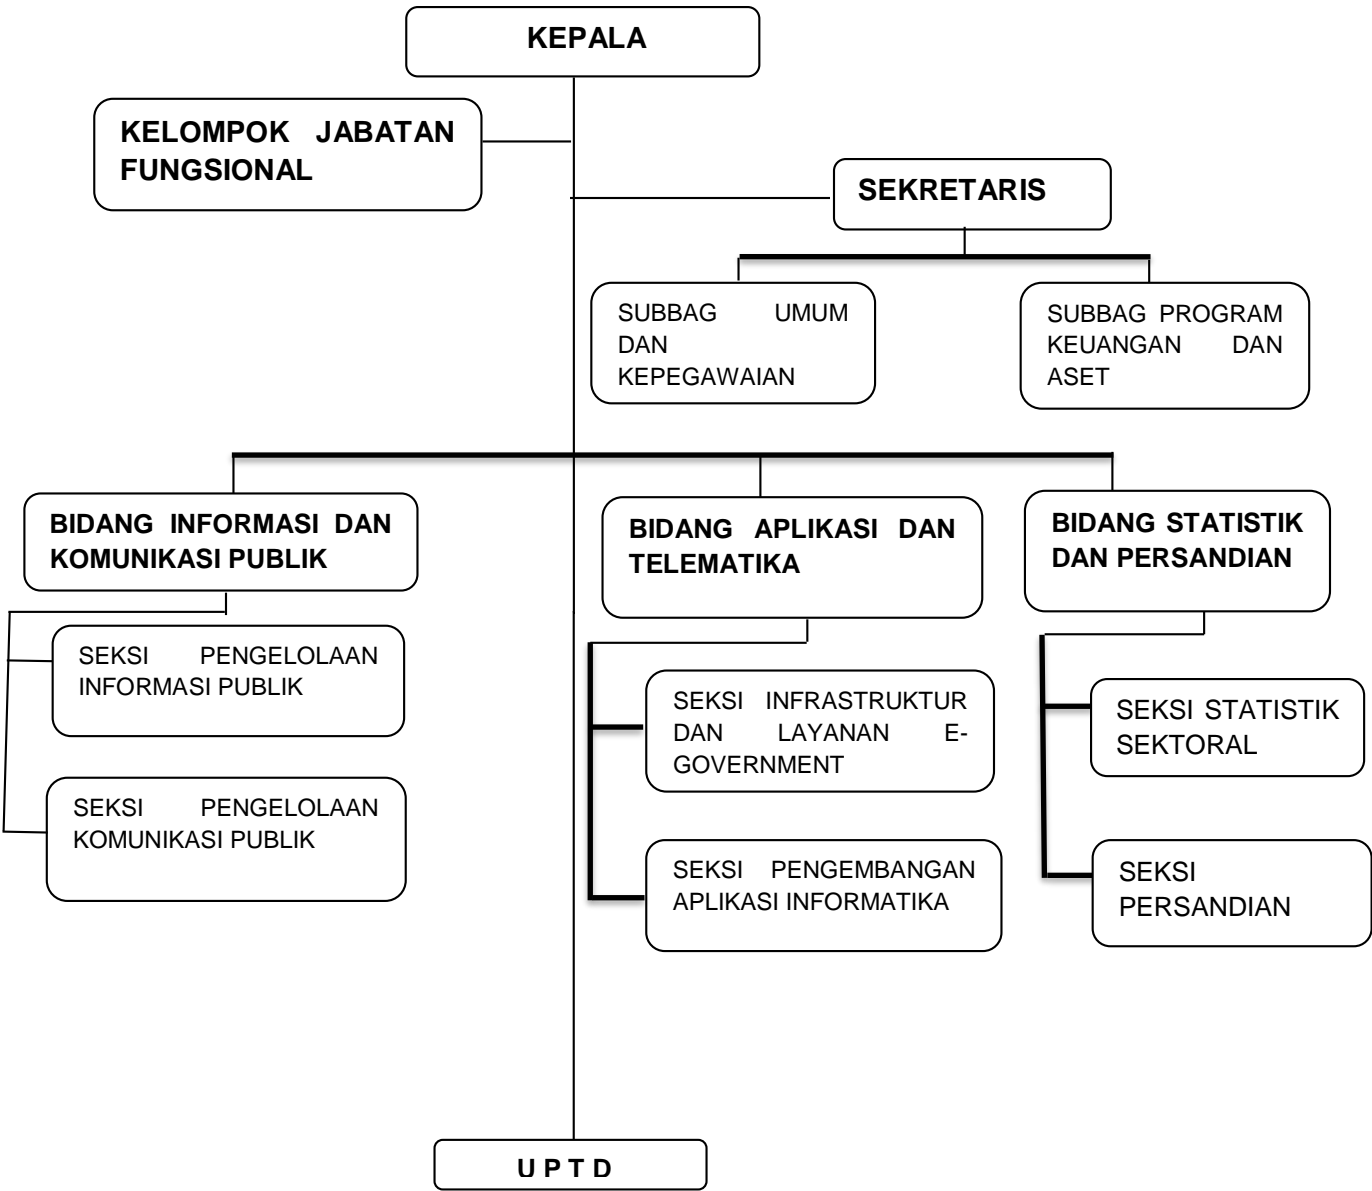 KEPALA
KELOMPOK JABATAN
FUNGSIONAL
SEKRETARIS
SUBBAG UMUM
DAN
KEPEGAWAIAN
SUBBAG PROGRAM
KEUANGAN DAN
ASET
BIDANG INFORMASI DAN
KOMUNIKASI PUBLIK
BIDANG APLIKASI DAN
TELEMATIKA
BIDANG STATISTIK
DAN PERSANDIAN
SEKSI PENGELOLAAN
INFORMASI PUBLIK
SEKSI PENGELOLAAN
KOMUNIKASI PUBLIK
SEKSI INFRASTRUKTUR
DAN LAYANAN E-
GOVERNMENT
SEKSI PENGEMBANGAN
APLIKASI INFORMATIKA
SEKSI STATISTIK
SEKTORAL
SEKSI
PERSANDIAN
U P T D